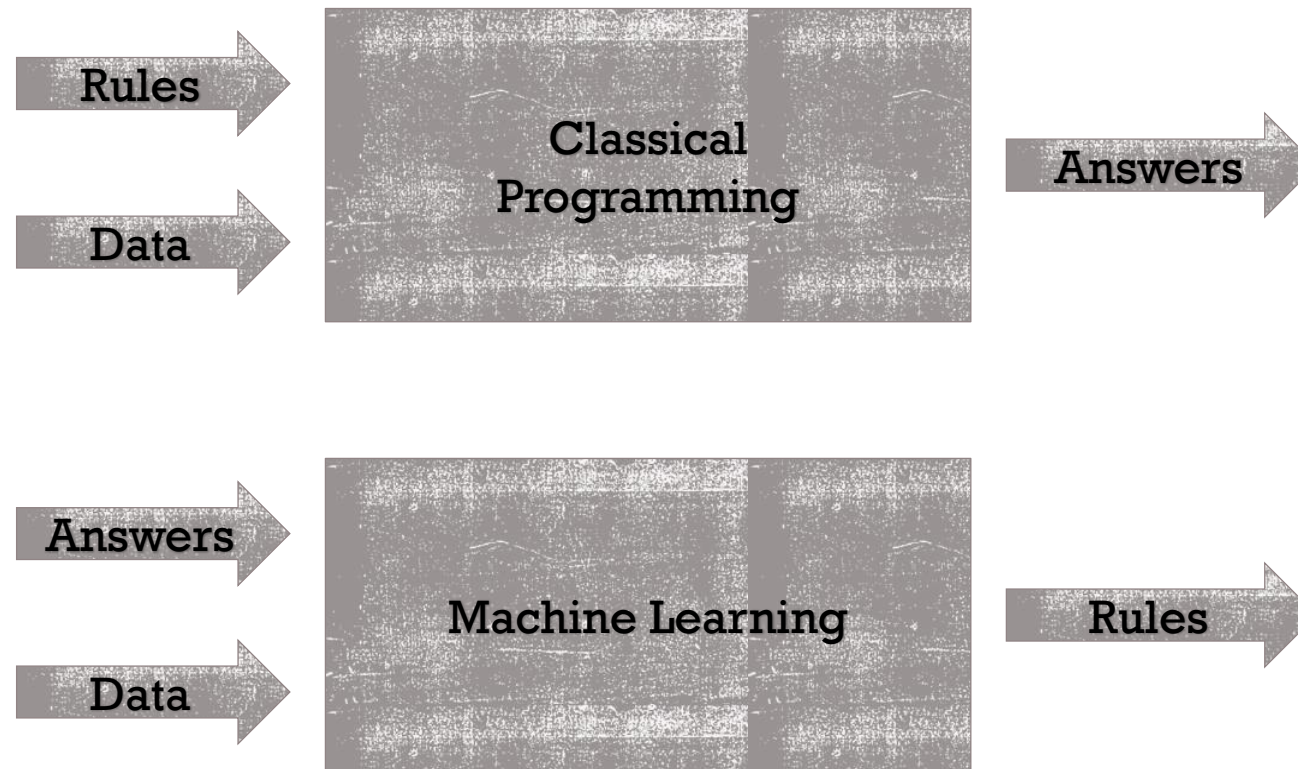 Rules
Data
Classical
Programming
Answers
Answers
Data
Machine Learning
Rules